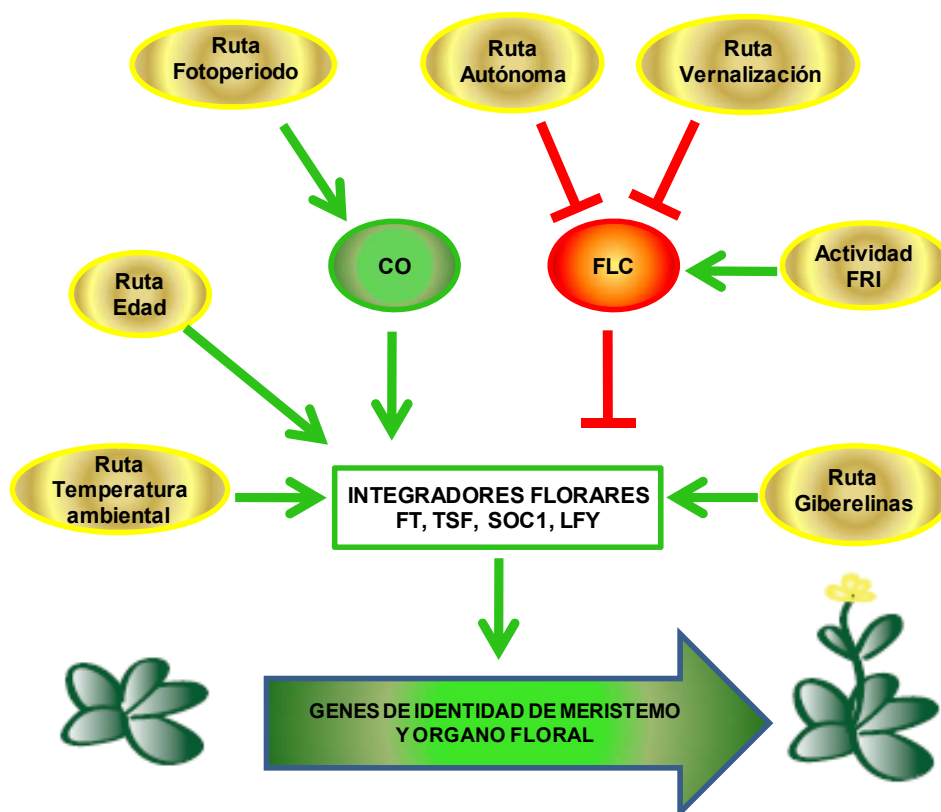 Ruta
Fotoperiodo
Ruta
Autónoma
Ruta
Vernalización
CO
FLC
Actividad
FRI
Ruta
Edad
Ruta
Temperatura
ambiental
INTEGRADORES FLORARES
FT, TSF, SOC1, LFY
Ruta
Giberelinas
GENES DE IDENTIDAD DE MERISTEMO
Y ORGANO FLORAL